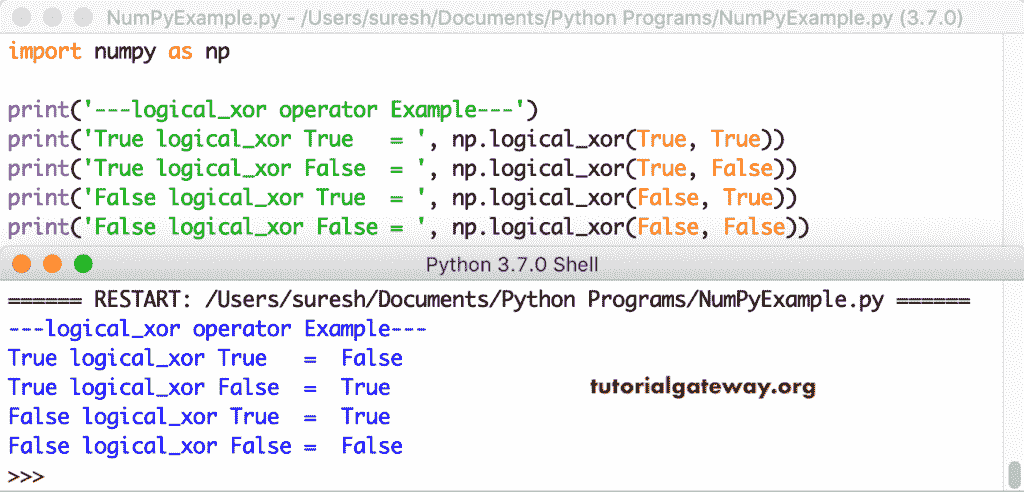 NumPyExample.py - /Users/suresh/Documents/Python Programs/NumPyExample.py (3.7.0)
import numpy as np
print('---logical_xor operator Example---')
print('True logical_xor True   = ', np.logical_xor(True, True))
print('True logical_xor False  = ', np.logical_xor(True, False))
print('False logical_xor True  = ', np.logical_xor(False, True))
print('False logical_xor False = ', np.logical_xor(False, False))
Python 3.7.0 Shell
====== RESTART: /Users/suresh/Documents/Python Programs/NumPyExample.py ======
---logical_xor operator Example---
True logical_xor True   =  False
True logical_xor False  =  True
tutorialgateway.org
False logical_xor True  =  True
False logical_xor False =  False
>>>